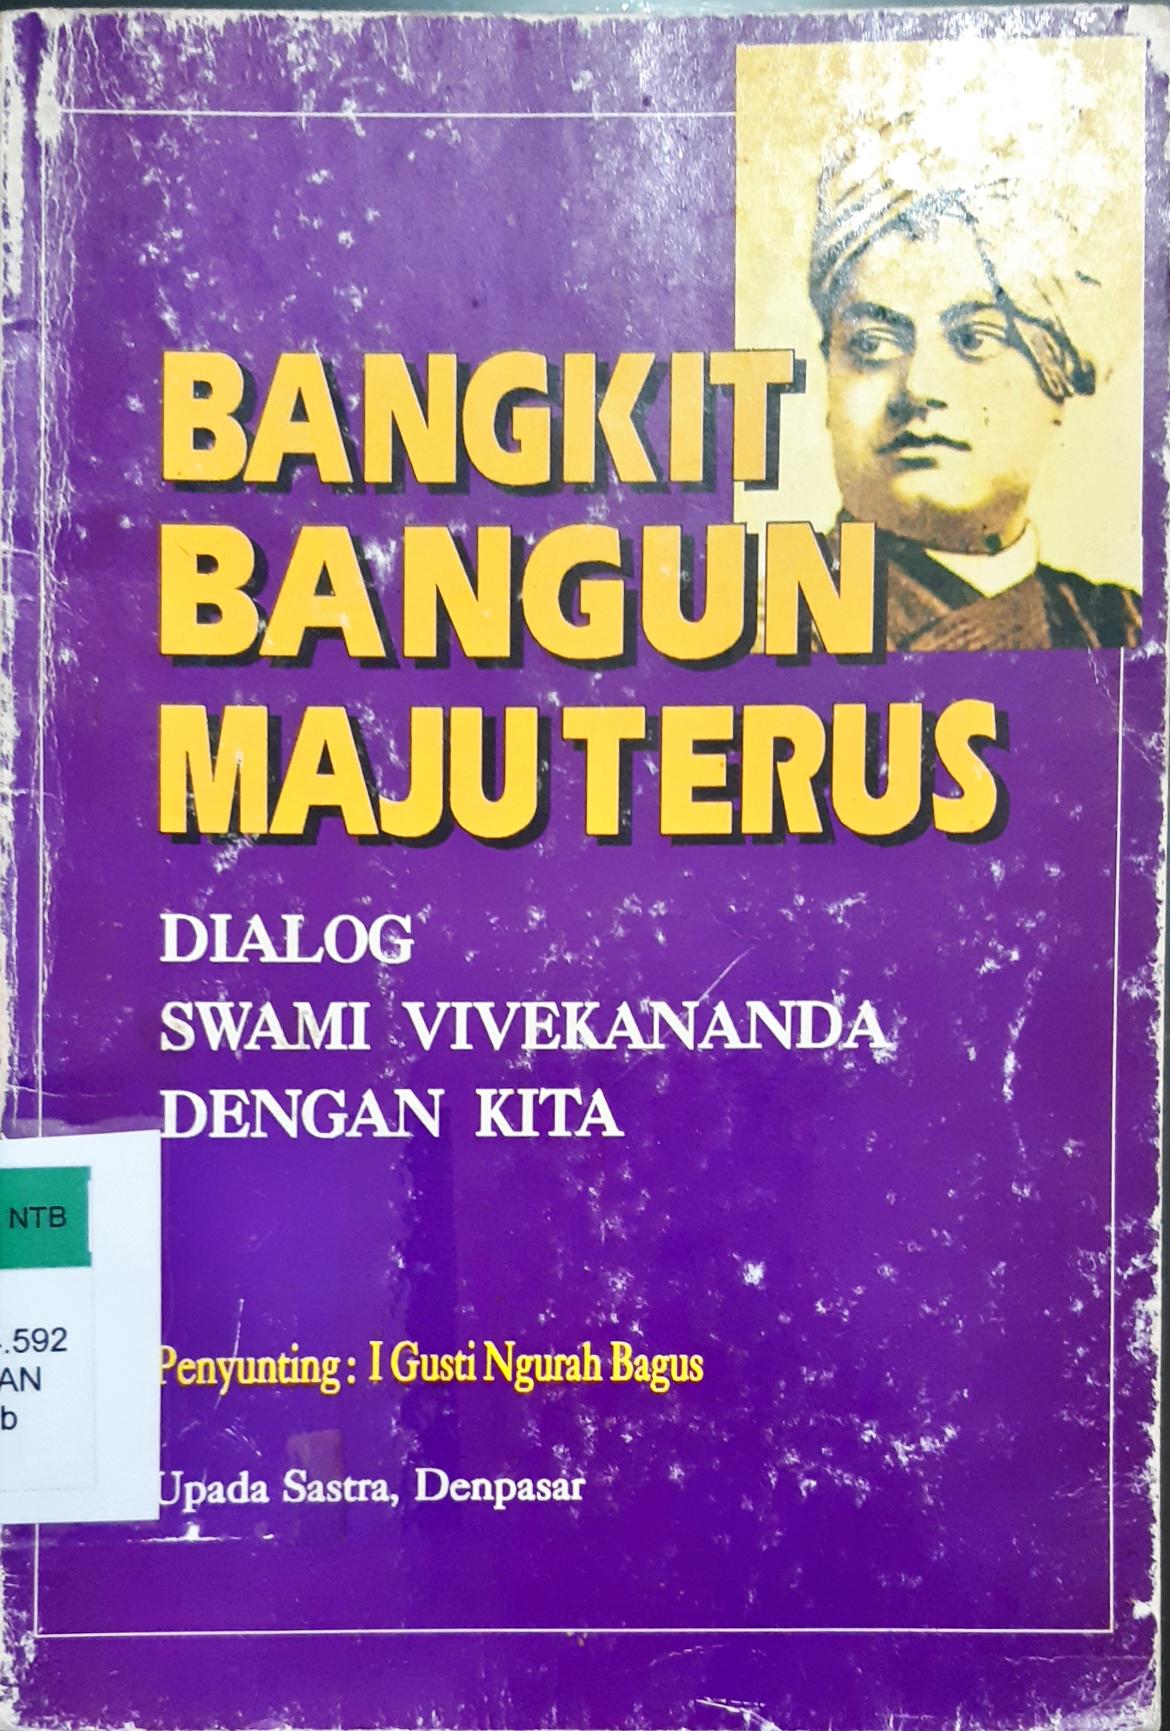 BANGKIT
BANGUN
MAJU TERUS
DIALOG
SWAMI VIVEKANANDA
DENGAN KITA
NTB
.592
AN
b
Penyunting : I Gusti Ngurah Bagus
Upada Sastra, Denpasar